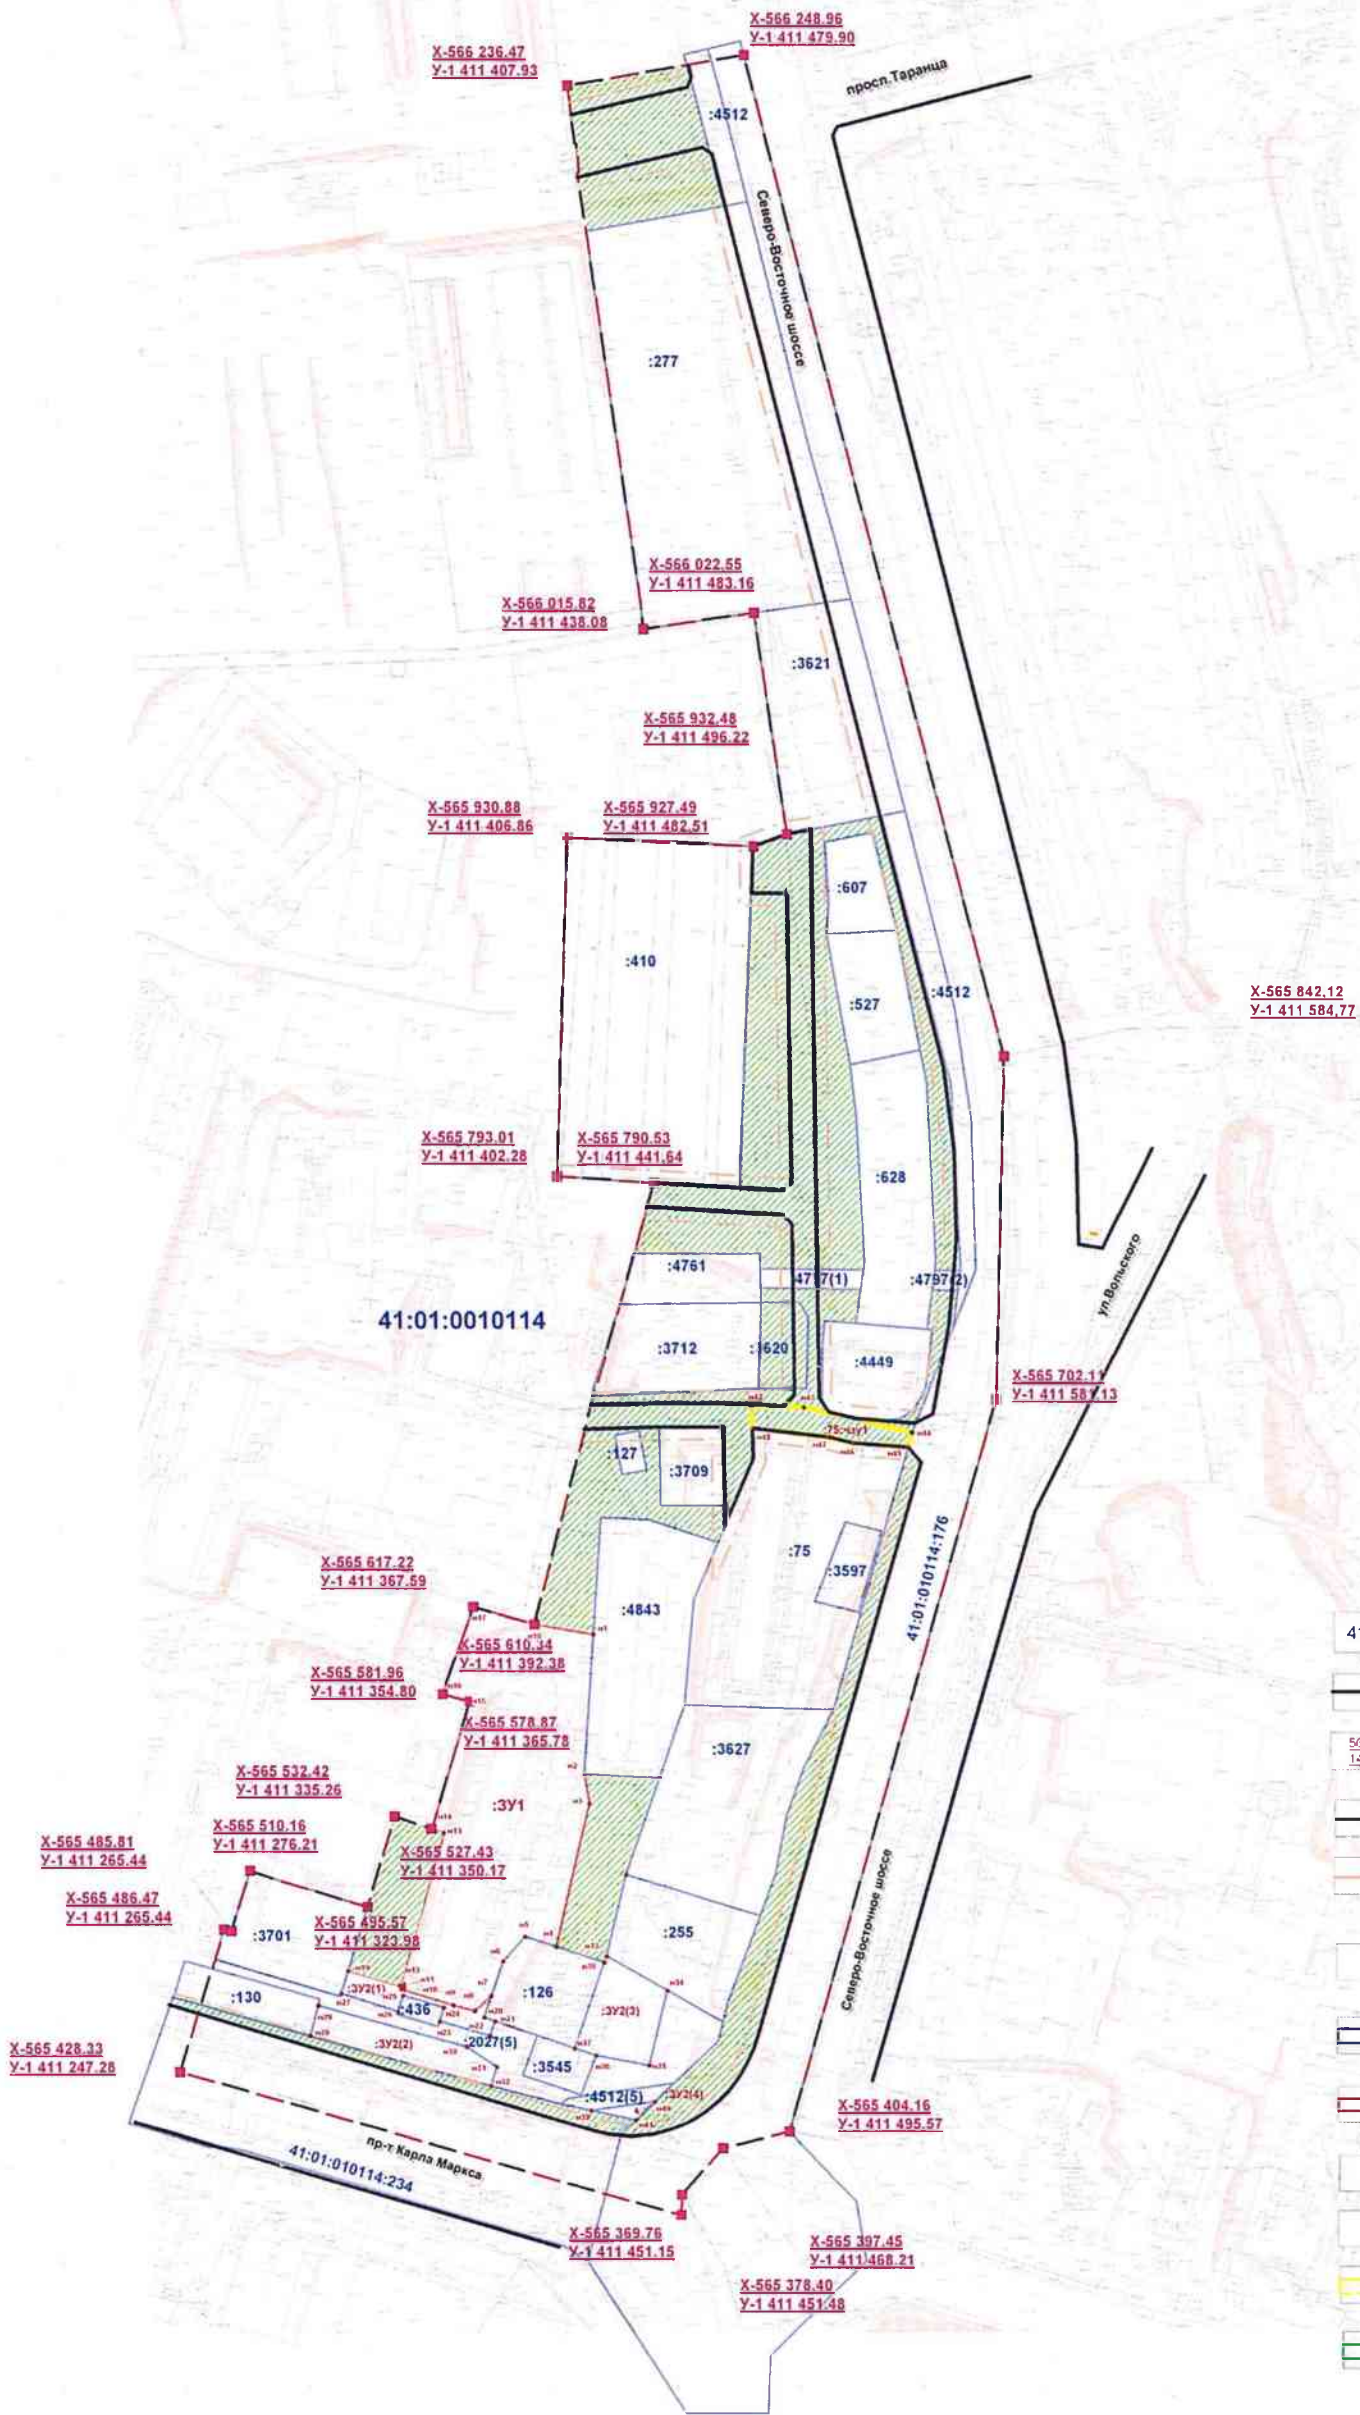 X-566 248.96
У-1 411 479.90
X-566 236.47
У-1 411 407.93
просп.Таранца
:4512
Северо-Восточное шоссе
:277
X-566 022.55
У-1 411 483.16
X-566 015.82
У-1 411 438.08
:3621
X-565 932.48
У-1 411 496.22
X-565 930.88
У-1 411 406.86
X-565 927.49
У-1 411 482.51
:607
:410
:527
:4512
X-565 842,12
У-1 411 584,77
X-565 793.01
У-1 411 402.28
X-565 790.53
У-1 411 441.64
:628
ул.Вольского
:4761
:4797(2)
41:01:0010114
:3712
:3620
:4449
X-565 702.11
У-1 411 581.13
:127
:3709
:75
:3597
41:01:010114:176
X-565 617.22
У-1 411 367.59
:4843
X-565 610.34
У-1 411 392.38
X-565 581.96
У-1 411 354.80
X-565 578.87
У-1 411 365.78
:3627
X-565 532.42
У-1 411 335.26
:ЗУ1
X-565 510.16
У-1 411 276.21
X-565 485.81
У-1 411 265.44
X-565 527.43
У-1 411 350.17
X-565 486.47
У-1 411 265.44
X-565 495.57
У-1 411 323.98
:3701
:255
Северо-Восточное шоссе
:ЗУ2(1)
:126
:130
:436
:ЗУ2(3)
:ЗУ2(2)
:2027(5)
:3545
X-565 428.33
У-1 411 247.28
:4512(5)
:ЗУ2(4)
X-565 404.16
У-1 411 495.57
пр-т Карла Маркса
41:01:010114:234
X-565 369.76
У-1 411 451.15
X-565 397.45
У-1 411 468.21
X-565 378.40
У-1 411 451.48